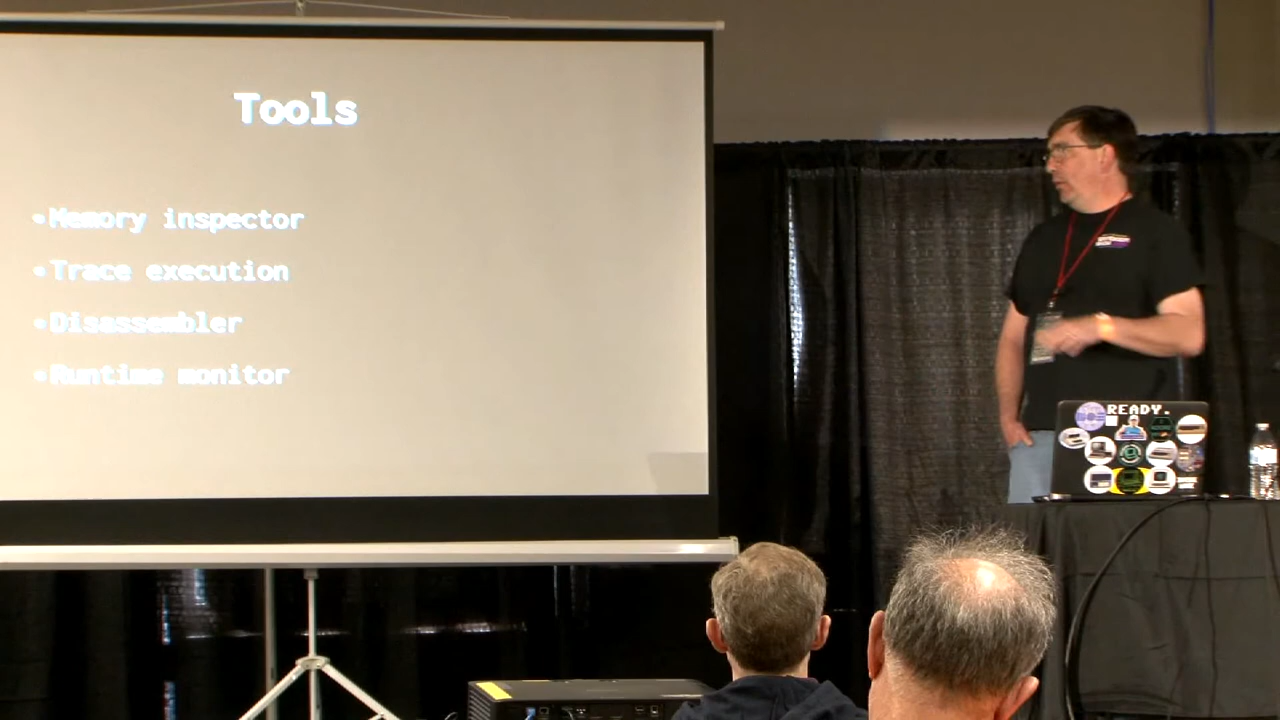 Tools
•Memory inspector
•Trace execution
•Disassembler
•Runtime monitor
READY.